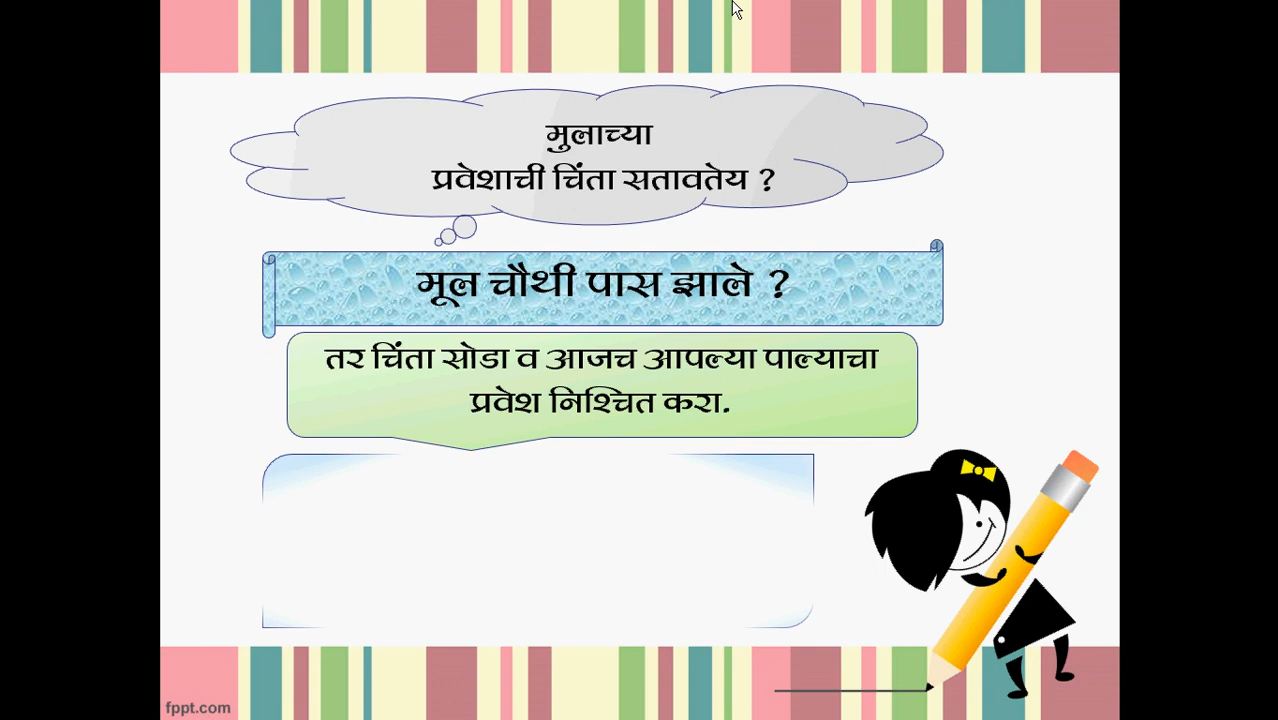 मुलाच्या
प्रवेशाची चिंता सतावतेय ?
मूल चौथी पास झाले ?
तर चिंता सोडा व आजच आपल्या पाल्याचा
प्रवेश निश्चित करा.
fppt.com